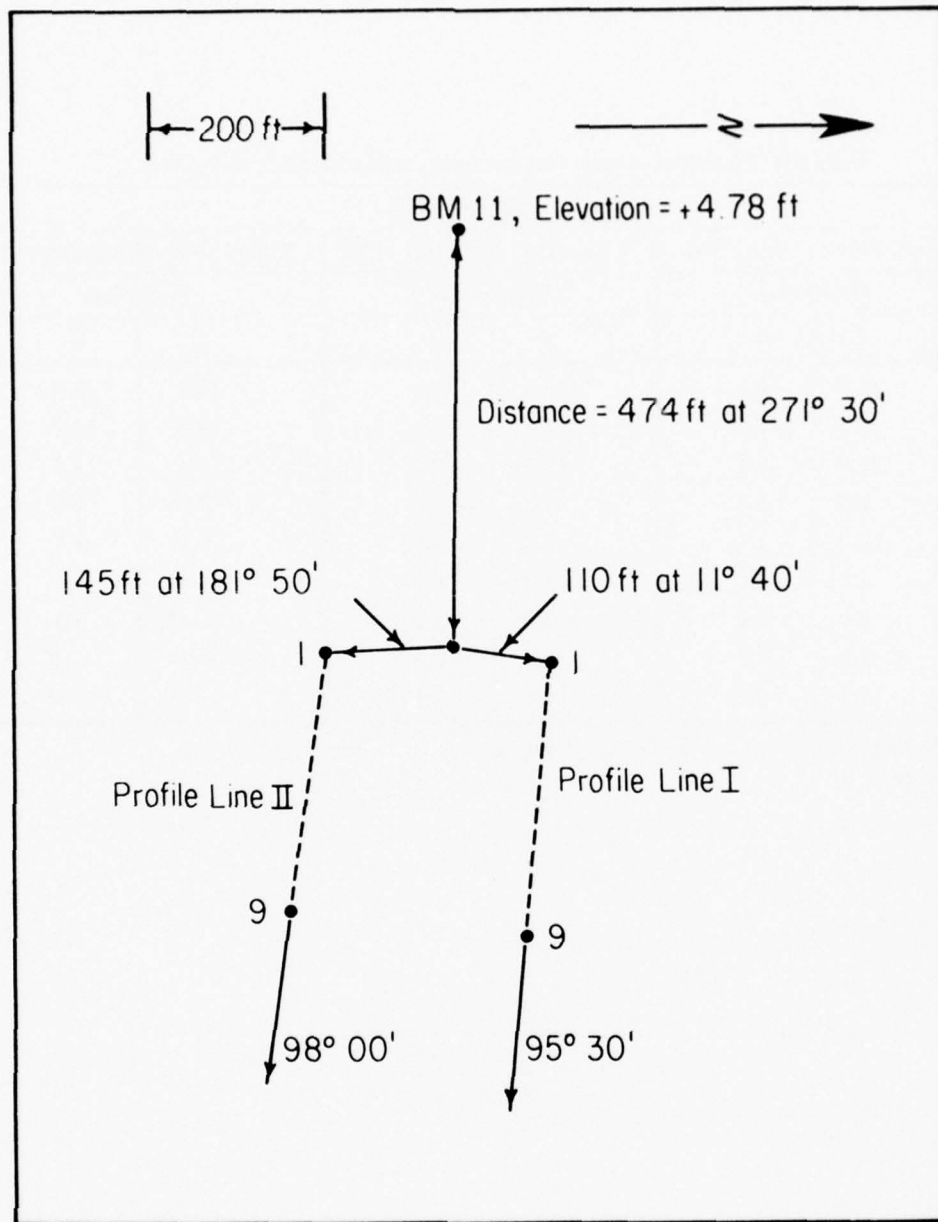 200 ft
N
BM 11, Elevation = +4.78 ft
Distance = 474 ft at 271° 30'
145 ft at 181° 50'
110 ft at 11° 40'
1
1
Profile Line II
Profile Line I
9
9
98° 00'
95° 30'